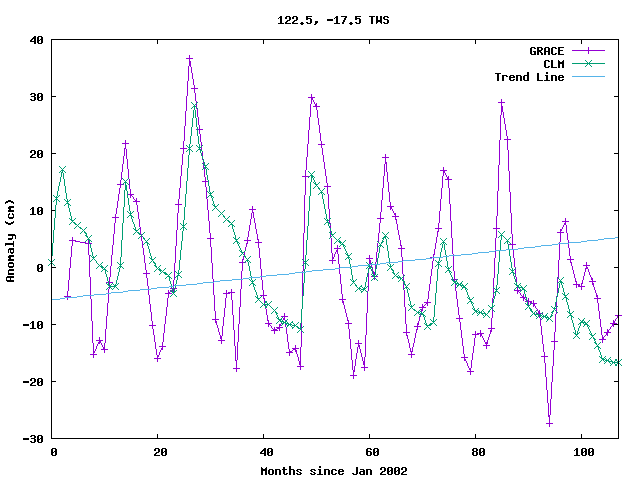 122.5, -17.5 TWS
GRACE
CLM
Trend Line
40
30
20
10
0
-10
-20
-30
Anomaly (cm)
0 20 40 60 80 100
Months since Jan 2002